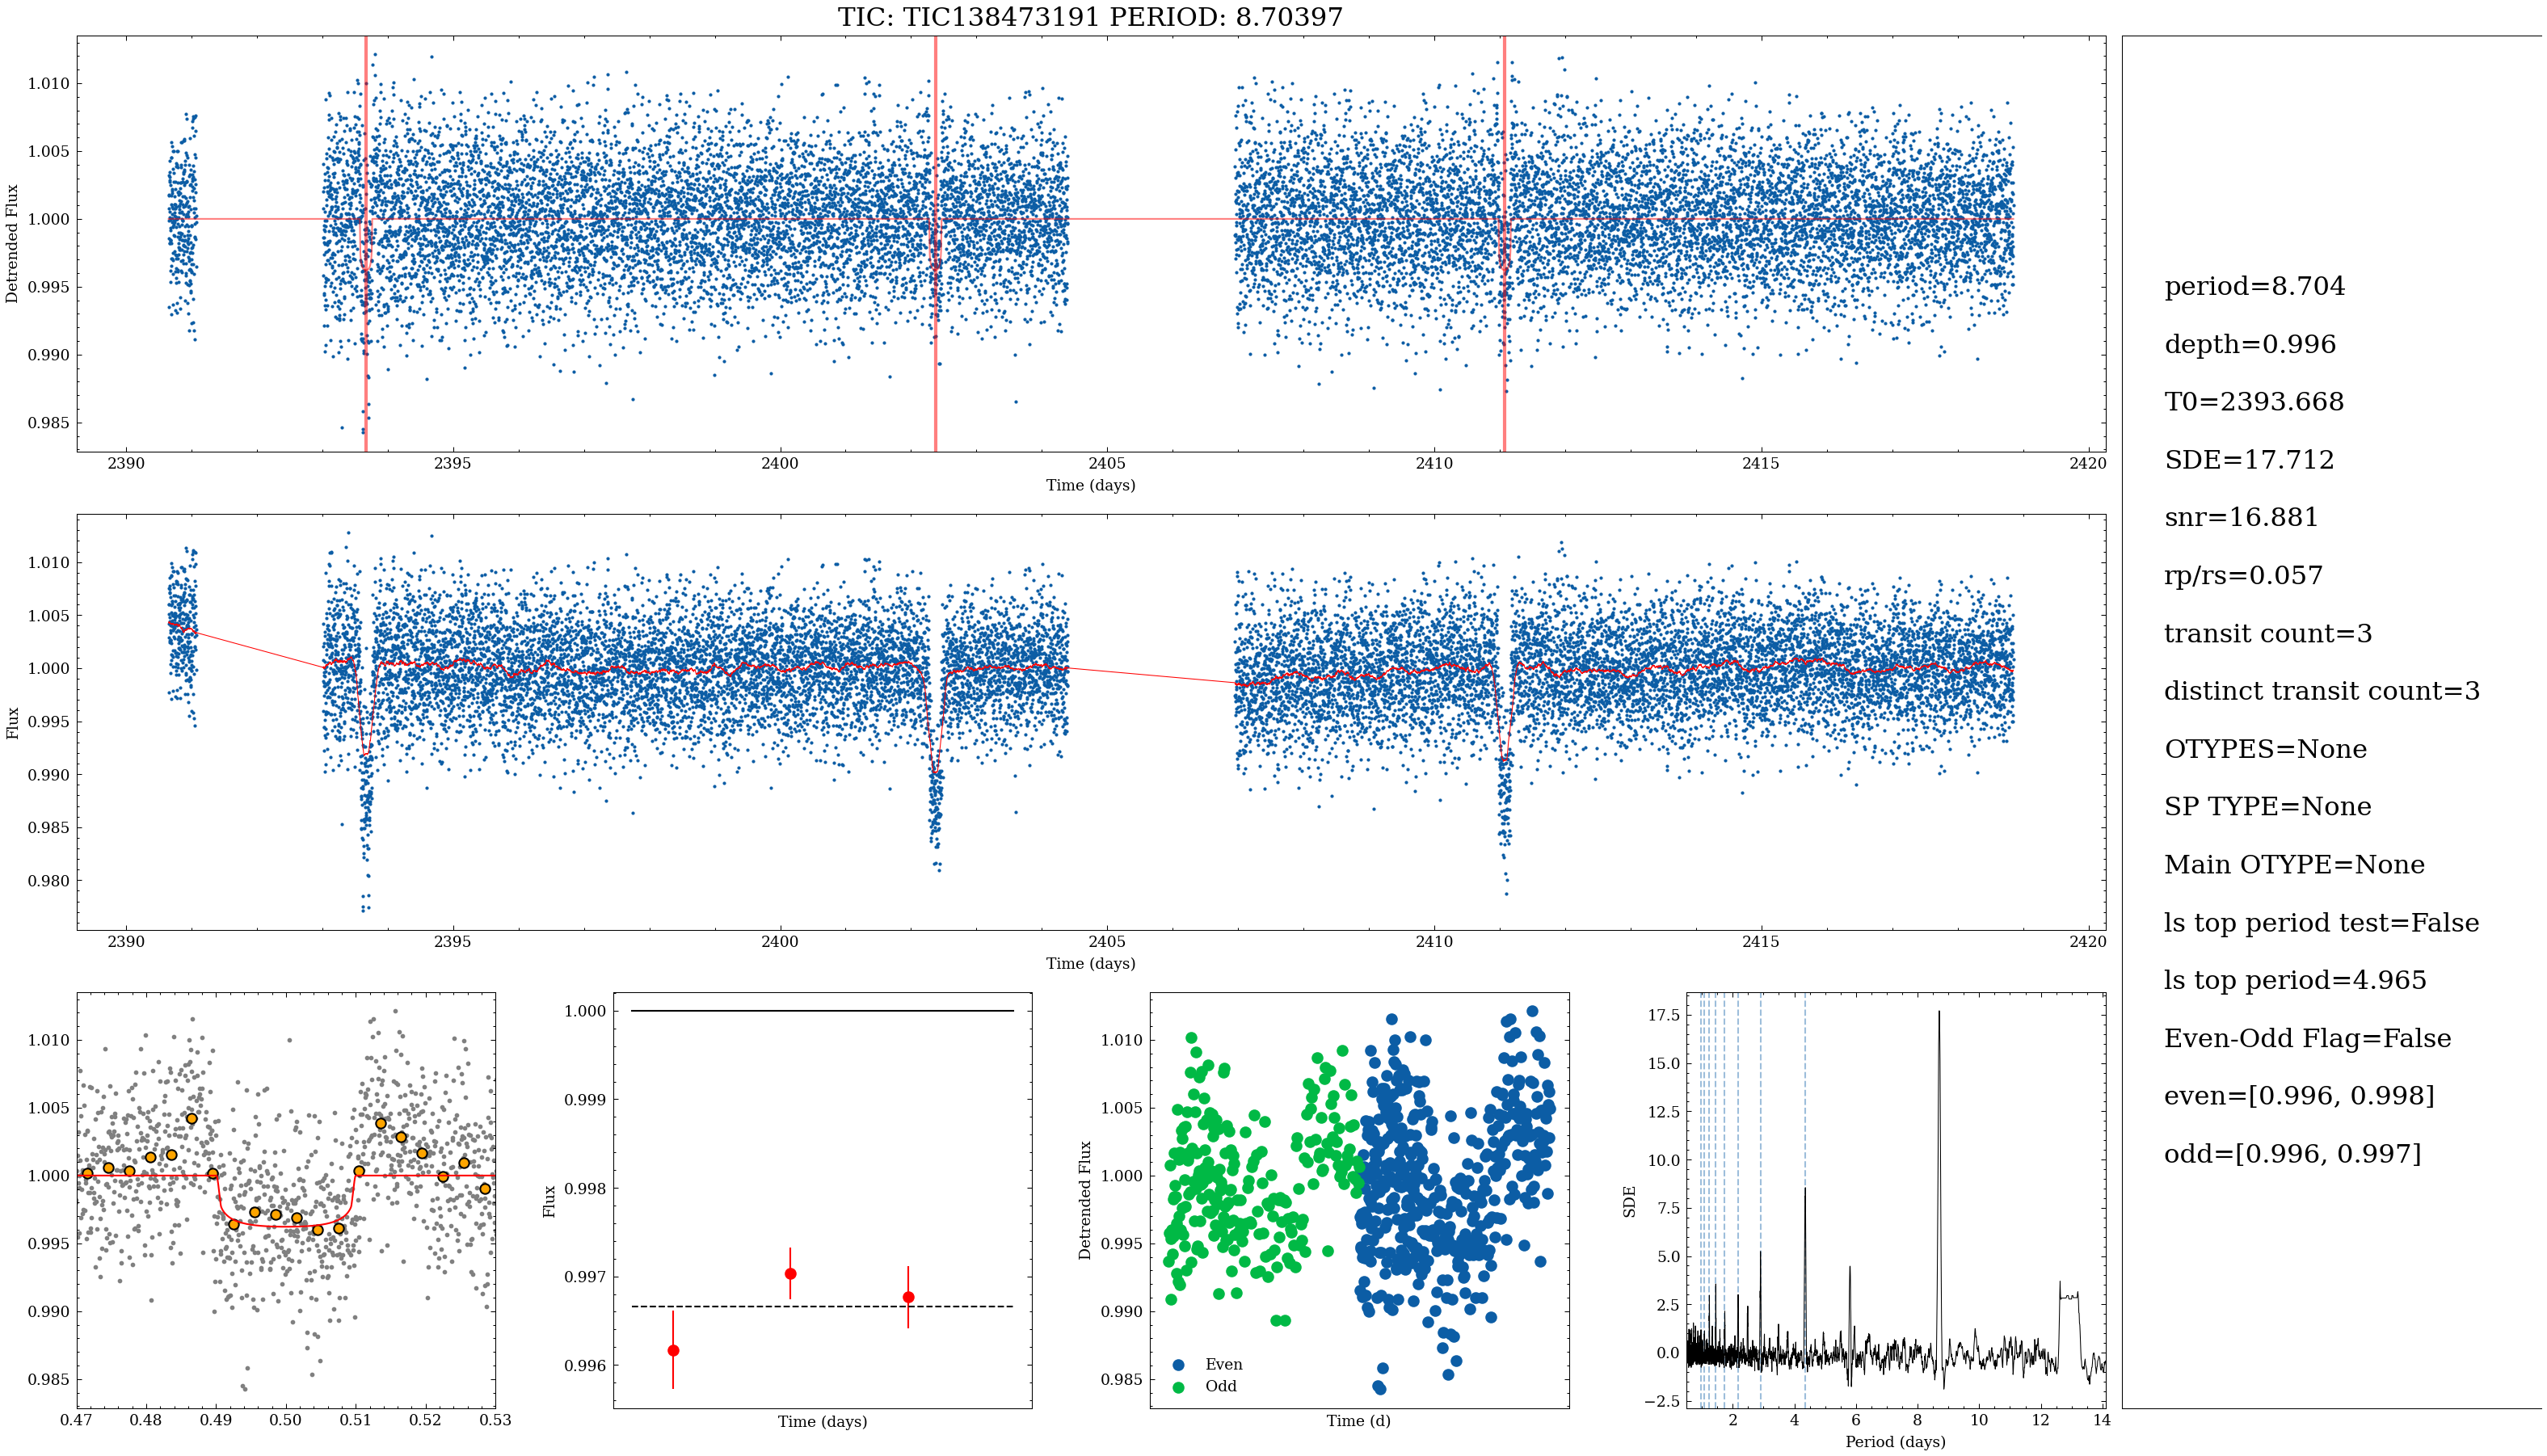 TIC: TIC138473191 PERIOD: 8.70397
Detrended Flux
1.010
1.005
1.000
0.995
0.990
0.985
2390 2395 2400 2405 2410 2415 2420
Time (days)
Flux
1.010
1.005
1.000
0.995
0.990
0.985
0.980
2390 2395 2400 2405 2410 2415 2420
Time (days)
1.010
1.005
1.000
0.995
0.990
0.985
0.47 0.48 0.49 0.50 0.51 0.52 0.53
Flux
1.000
0.999
0.998
0.997
0.996
Time (days)
Detrended Flux
1.010
1.005
1.000
0.995
0.990
0.985
Even
Odd
Time (d)
SDE
17.5
15.0
12.5
10.0
7.5
5.0
2.5
0.0
−2.5
2 4 6 8 10 12 14
Period (days)
period=8.704
depth=0.996
T0=2393.668
SDE=17.712
snr=16.881
rp/rs=0.057
transit count=3
distinct transit count=3
OTYPES=None
SP TYPE=None
Main OTYPE=None
ls top period test=False
ls top period=4.965
Even-Odd Flag=False
even=[0.996, 0.998]
odd=[0.996, 0.997]